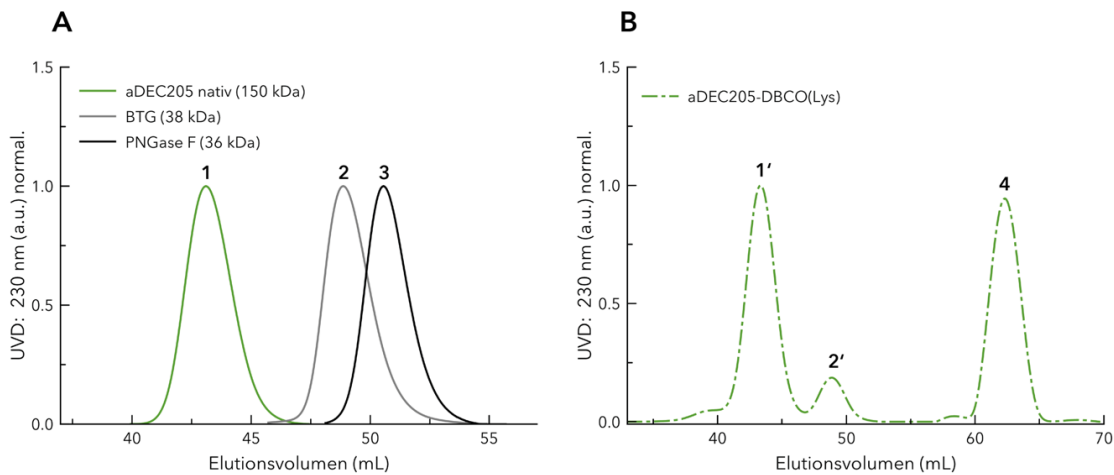 A
1.5
aDEC205 nativ (150 kDa)
BTG (38 kDa)
PNGase F (36 kDa)
1
2
3
1.0
0.5
0.0
40
45
50
55
UVD: 230 nm (a.u.) normal.
Elutionsvolumen (mL)
B
1.5
aDEC205-DBCO(Lys)
1′
4
1.0
0.5
2′
0.0
40
50
60
70
UVD: 230 nm (a.u.) normal.
Elutionsvolumen (mL)